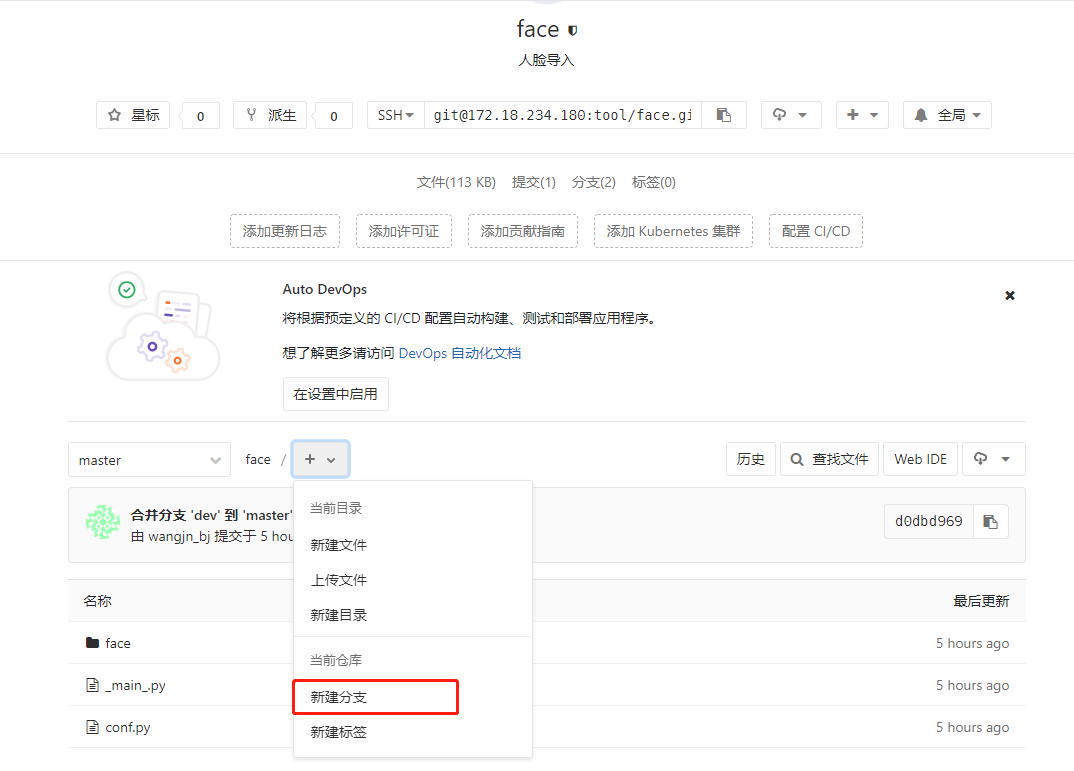 face
人脸导入
星标 0 派生 0 SSH git@172.18.234.180:tool/face.gi 全局
文件(113 KB) 提交(1) 分支(2) 标签(0)
添加更新日志 添加许可证 添加贡献指南 添加 Kubernetes 集群 配置 CI/CD
Auto DevOps
将根据预定义的 CI/CD 配置自动构建、测试和部署应用程序。
想了解更多请访问 DevOps 自动化文档
在设置中启用
master face / + 历史 查找文件 Web IDE
当前目录
新建文件
上传文件
新建目录
当前仓库
新建分支
新建标签
合并分支 'dev' 到 'master'
由 wangjn_bj 提交于 5 hou
d0dbd969
名称 最后更新
face 5 hours ago
_main_.py 5 hours ago
conf.py 5 hours ago